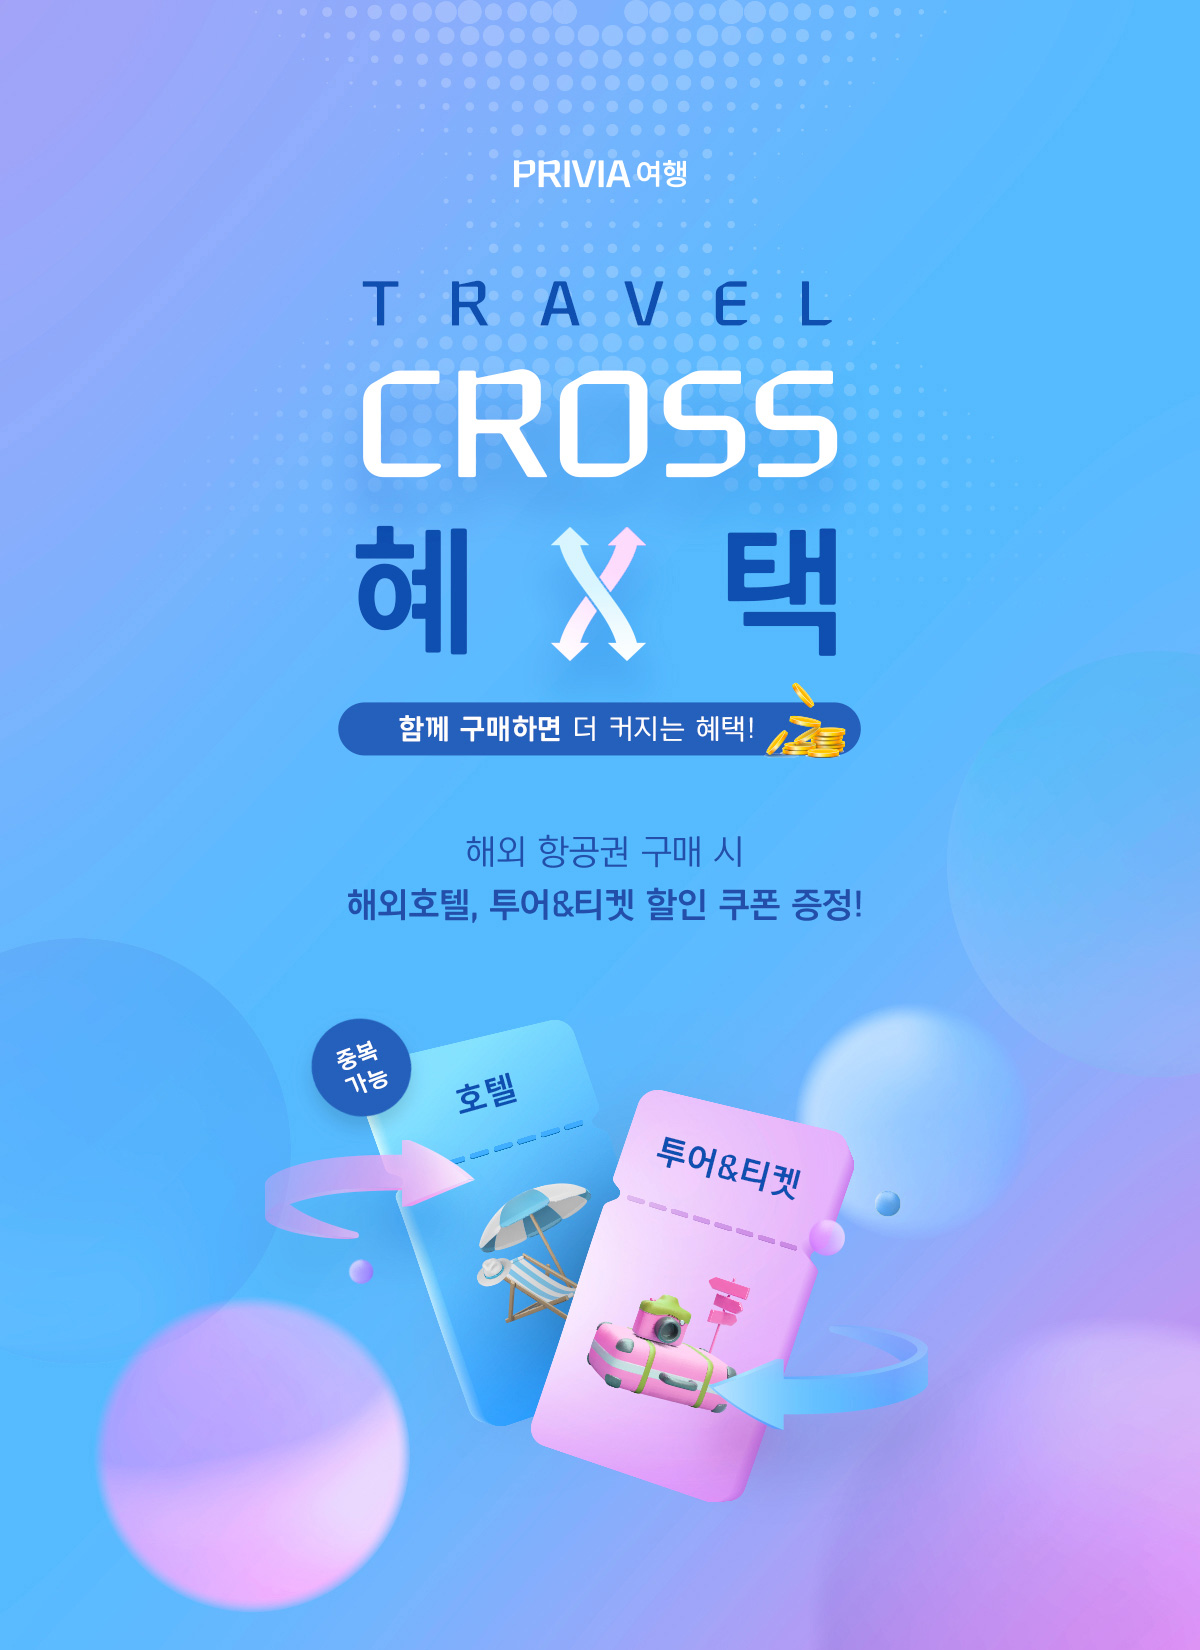 PRIVIA 여행
TRAVEL
CROSS
혜택
함께 구매하면 더 커지는 혜택!
해외 항공권 구매 시
해외호텔, 투어&티켓 할인 쿠폰 증정!
중복
가능
호텔
투어&티켓